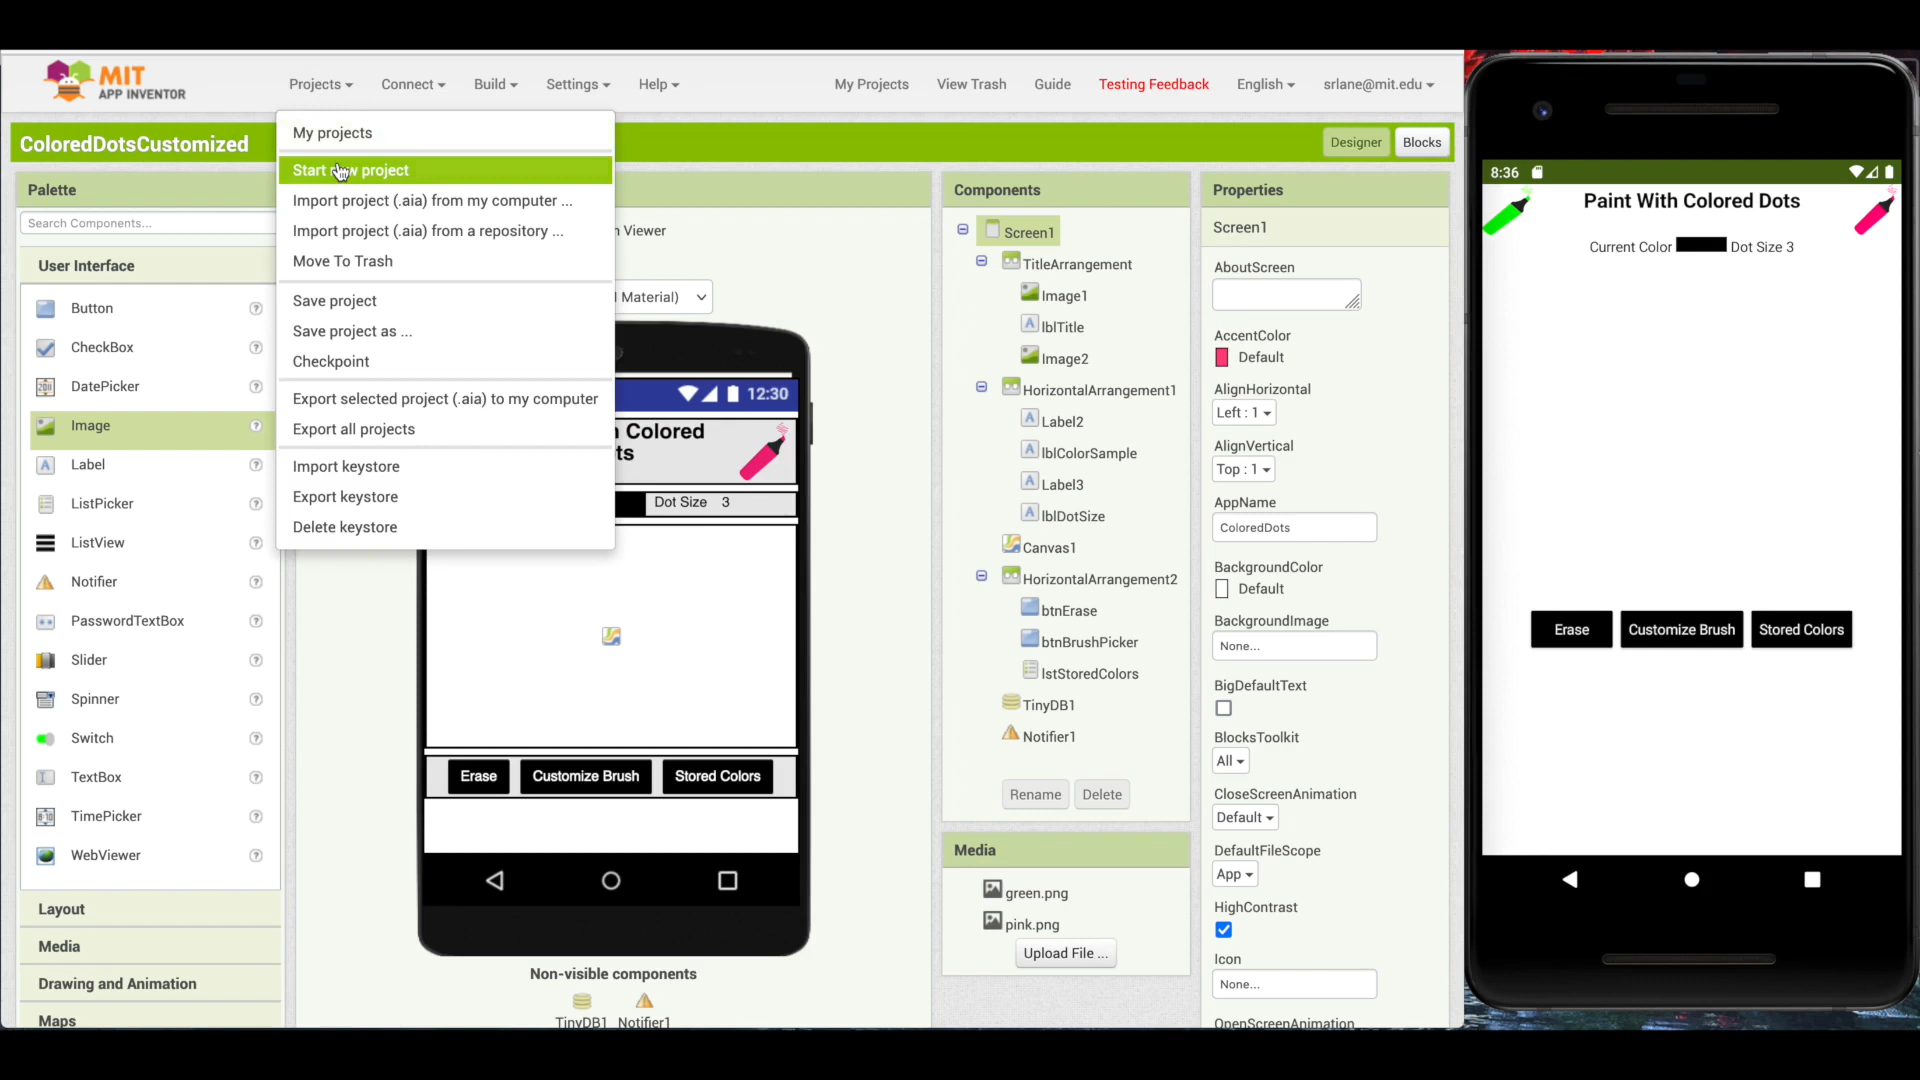 MIT
APP INVENTOR
Projects
Connect
Build
Settings
Help
My Projects
View Trash
Guide
Testing Feedback
English
srlane@mit.edu
ColoredDotsCustomized
Designer
Blocks
My projects
Start new project
Import project (.aia) from my computer ...
Import project (.aia) from a repository ...
Move To Trash
Save project
Save project as ...
Checkpoint
Export selected project (.aia) to my computer
Export all projects
Import keystore
Export keystore
Delete keystore
Palette
Search Components...
User Interface
Button
CheckBox
DatePicker
Image
Label
ListPicker
ListView
Notifier
PasswordTextBox
Slider
Spinner
Switch
TextBox
TimePicker
WebViewer
Layout
Media
Drawing and Animation
Maps
Viewer
Material)
12:30
Colored
ts
Dot Size 3
Erase
Customize Brush
Stored Colors
Non-visible components
TinyDB1
Notifier1
Components
Screen1
TitleArrangement
Image1
lblTitle
Image2
HorizontalArrangement1
Label2
lblColorSample
Label3
lblDotSize
Canvas1
HorizontalArrangement2
btnErase
btnBrushPicker
lstStoredColors
TinyDB1
Notifier1
Rename
Delete
Media
green.png
pink.png
Upload File ...
Properties
Screen1
AboutScreen
AccentColor
Default
AlignHorizontal
Left : 1
AlignVertical
Top : 1
AppName
ColoredDots
BackgroundColor
Default
BackgroundImage
None...
BigDefaultText
BlocksToolkit
All
CloseScreenAnimation
Default
DefaultFileScope
App
HighContrast
Icon
None...
OpenScreenAnimation
8:36
Paint With Colored Dots
Current Color
Dot Size 3
Erase
Customize Brush
Stored Colors